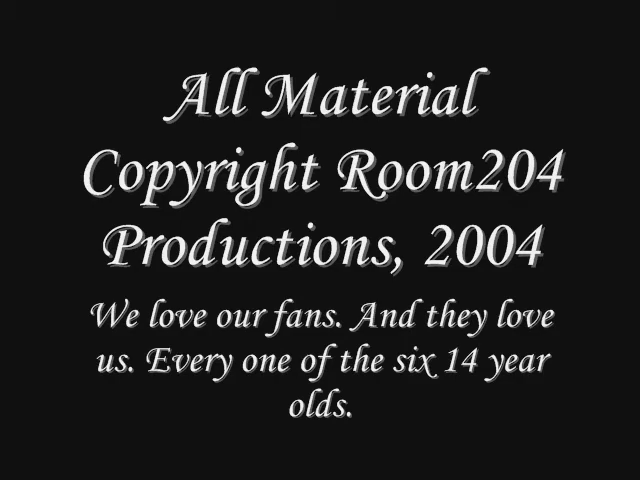 All Material
Copyright Room204
Productions, 2004
We love our fans. And they love
us. Every one of the six 14 year
olds.